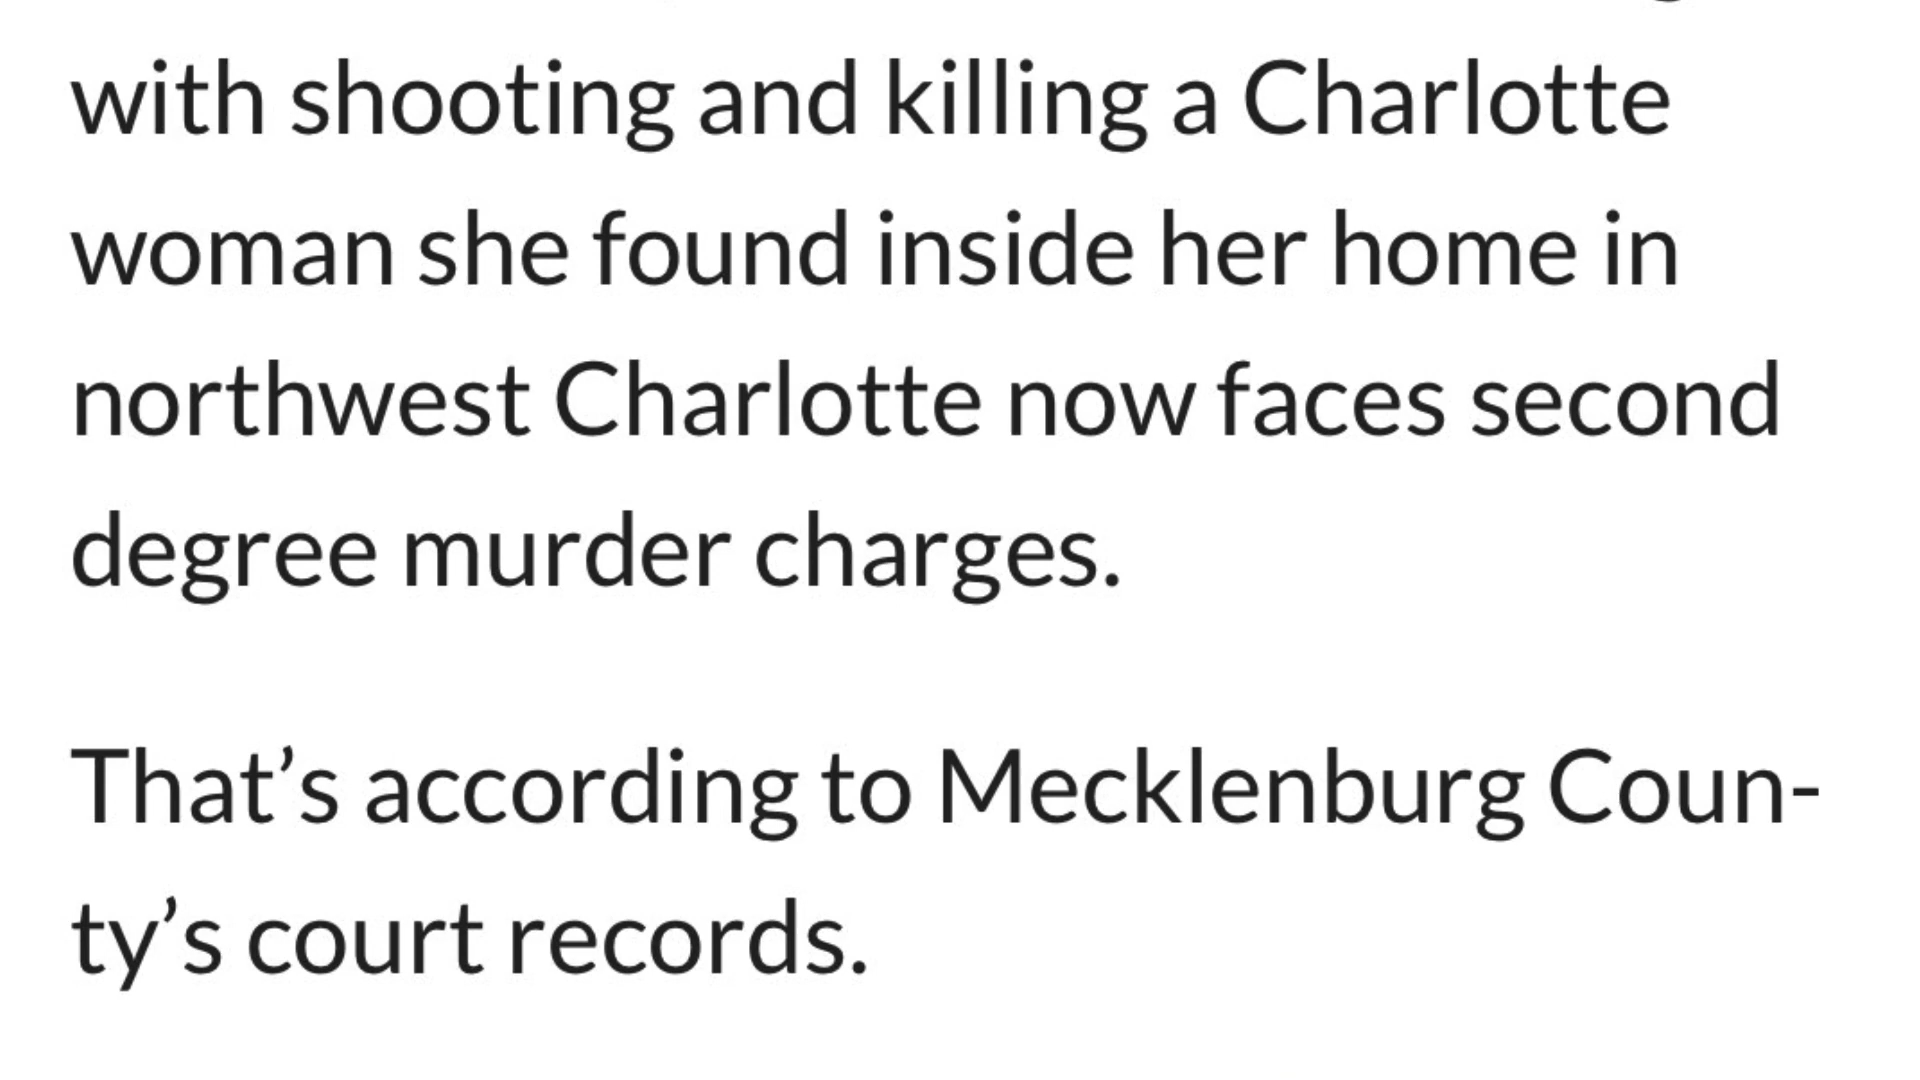 with shooting and killing a Charlotte
woman she found inside her home in
northwest Charlotte now faces second
degree murder charges.
That’s according to Mecklenburg Coun-
ty’s court records.